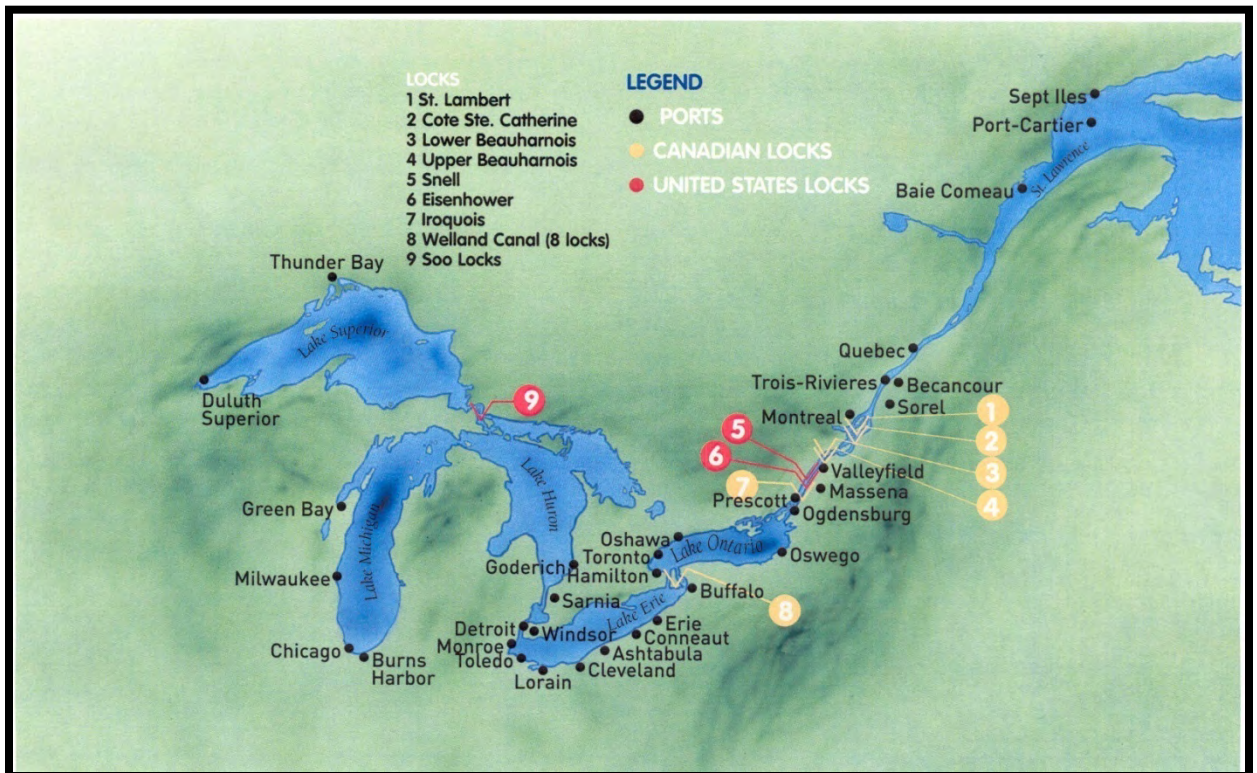 LOCKS
1 St. Lambert
2 Cote Ste. Catherine
3 Lower Beauharnois
4 Upper Beauharnois
5 Snell
6 Eisenhower
7 Iroquois
8 Welland Canal (8 locks)
9 Soo Locks
LEGEND
PORTS
CANADIAN LOCKS
UNITED STATES LOCKS
Sept Iles
Port-Cartier
St. Lawrence
Baie Comeau
Thunder Bay
Lake Superior
Duluth
Superior
9
Quebec
Trois-Rivieres
Becancour
Sorel
Montreal
1
2
3
4
5
6
7
Valleyfield
Massena
Prescott
Ogdensburg
Lake Huron
Lake Michigan
Green Bay
Milwaukee
Chicago
Burns
Harbor
Oshawa
Toronto
Hamilton
Lake Ontario
Oswego
Goderich
Sarnia
Buffalo
8
Lake Erie
Detroit
Windsor
Monroe
Toledo
Lorain
Cleveland
Ashtabula
Conneaut
Erie